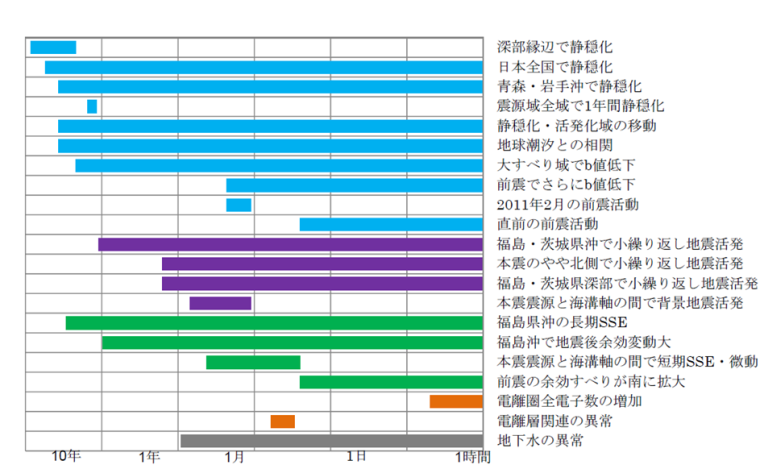 深部縁辺で静穏化
日本全国で静穏化
青森・岩手沖で静穏化
震源域全域で1年間静穏化
静穏化・活発化域の移動
地球潮汐との相関
大すべり域でb値低下
前震でさらにb値低下
2011年2月の前震活動
直前の前震活動
福島・茨城県沖で小繰り返し地震活発
本震のやや北側で小繰り返し地震活発
福島・茨城県深部で小繰り返し地震活発
本震震源と海溝軸の間で背景地震活発
福島県沖の長期SSE
福島沖で地震後余効変動大
本震震源と海溝軸の間で短期SSE・微動
前震の余効すべりが南に拡大
電離圏全電子数の増加
電離層関連の異常
地下水の異常
10年 1年 1月 1日 1時間